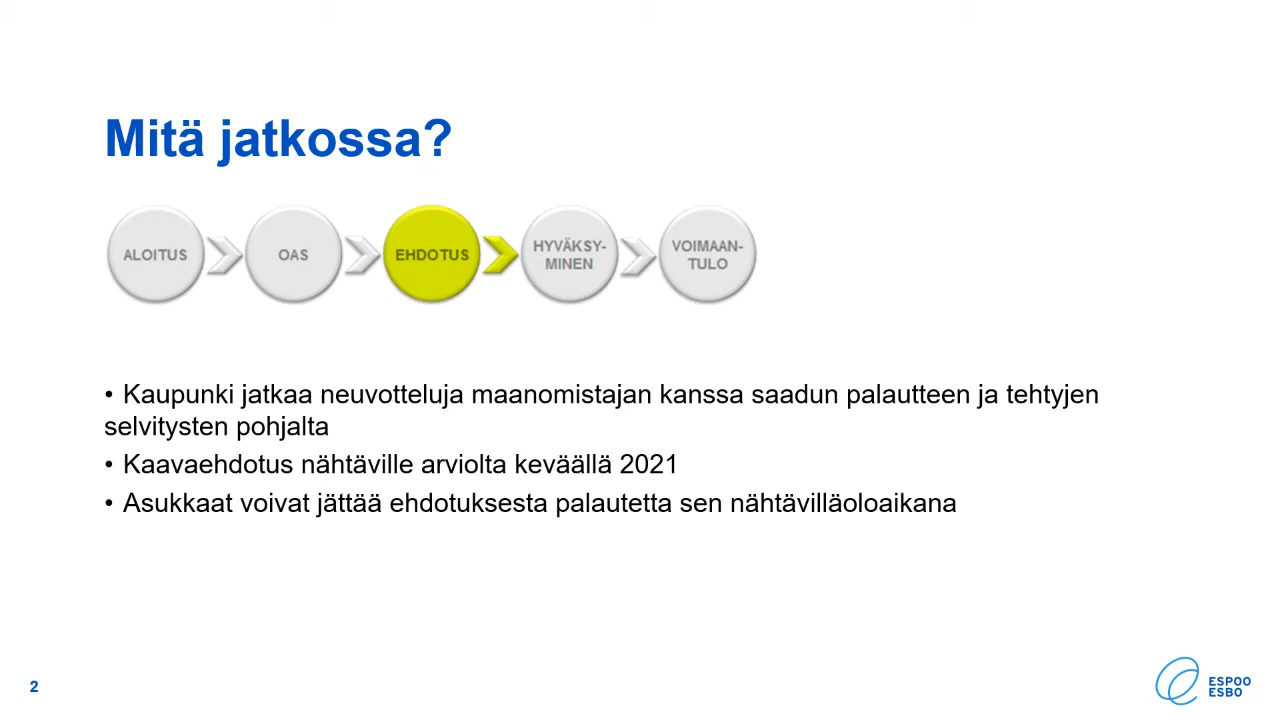 Mitä jatkossa?
ALOITUS
OAS
EHDOTUS
HYVÄKSY-
MINEN
VOIMAAN-
TULO
• Kaupunki jatkaa neuvotteluja maanomistajan kanssa saadun palautteen ja tehtyjen
selvitysten pohjalta
• Kaavaehdotus nähtäville arviolta keväällä 2021
• Asukkaat voivat jättää ehdotuksesta palautetta sen nähtävilläoloaikana
2
ESPOO
ESBO